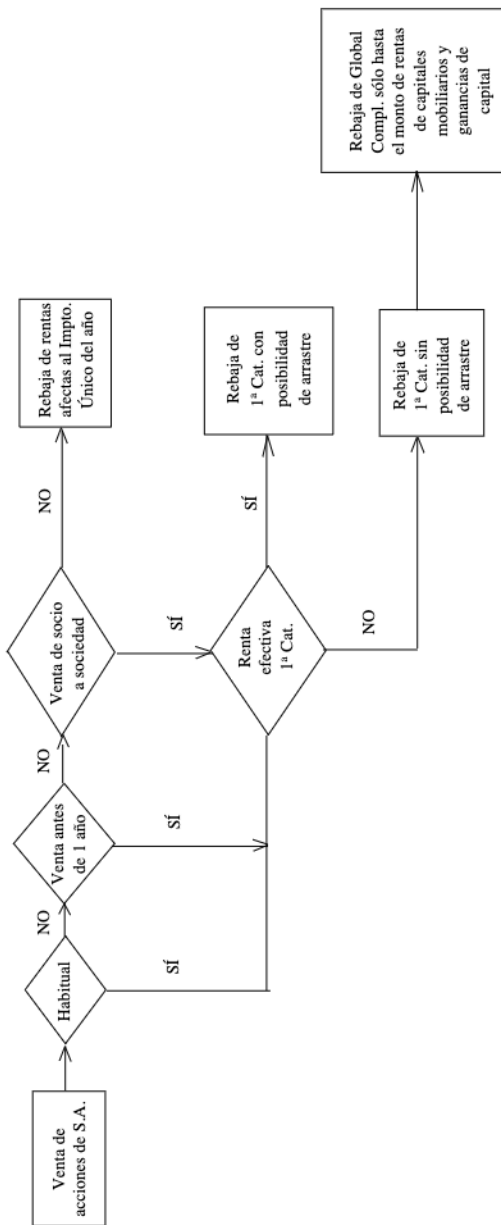 Venta de
acciones de S.A.
Habitual
NO
SÍ
Venta antes
de 1 año
NO
SÍ
Venta de socio
a sociedad
NO
SÍ
Rebaja de rentas
afectas al Impto.
Único del año
Renta
efectiva
1ª Cat.
SÍ
NO
Rebaja de
1ª Cat. con
posibilidad
de arrastre
Rebaja de
1ª Cat. sin
posibilidad
de arrastre
Rebaja de Global
Compl. sólo hasta
el monto de rentas
de capitales
mobiliarios y
ganancias de
capital